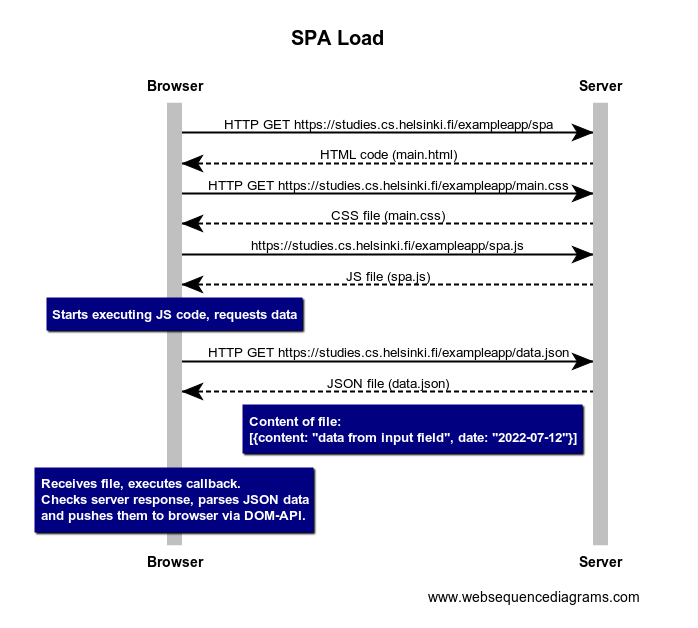 SPA Load
Browser
Server
HTTP GET https://studies.cs.helsinki.fi/exampleapp/spa
HTML code (main.html)
HTTP GET https://studies.cs.helsinki.fi/exampleapp/main.css
CSS file (main.css)
https://studies.cs.helsinki.fi/exampleapp/spa.js
JS file (spa.js)
Starts executing JS code, requests data
HTTP GET https://studies.cs.helsinki.fi/exampleapp/data.json
JSON file (data.json)
Content of file:
[{content: "data from input field", date: "2022-07-12"}]
Receives file, executes callback.
Checks server response, parses JSON data
and pushes them to browser via DOM-API.
Browser
Server
www.websequencediagrams.com